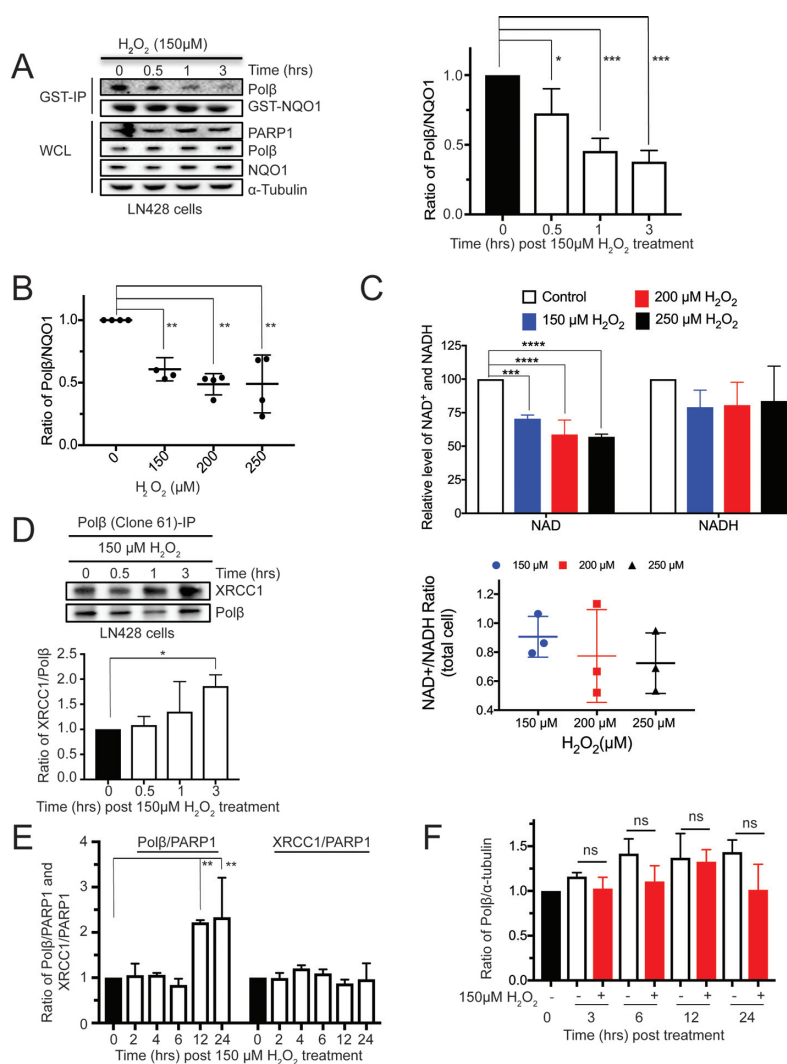 A
H2O2 (150µM)
0 0.5 1 3 Time (hrs)
GST-IP
Polβ
GST-NQO1
WCL
PARP1
Polβ
NQO1
α-Tubulin
LN428 cells
Ratio of Polβ/NQO1
1.0
0.5
0.0
* *** ***
0 0.5 1 3
Time (hrs) post 150µM H2O2 treatment
B
Ratio of Polβ/NQO1
1.0
0.5
0.0
** ** **
0 150 200 250
H2O2 (µM)
C
Control
200 µM H2O2
150 µM H2O2
250 µM H2O2
Relative level of NAD+ and NADH
125
100
75
50
25
0
****
****
***
NAD NADH
150 µM 200 µM 250 µM
NAD+/NADH Ratio
(total cell)
1.2
1.0
0.8
0.6
0.4
150 µM 200 µM 250 µM
H2O2(µM)
D
Polβ (Clone 61)-IP
150 µM H2O2
0 0.5 1 3 Time (hrs)
XRCC1
Polβ
LN428 cells
Ratio of XRCC1/Polβ
2.5
2.0
1.5
1.0
0.5
0.0
*
0 0.5 1 3
Time (hrs) post 150µM H2O2 treatment
E
Ratio of Polβ/PARP1 and
XRCC1/PARP1
4
3
2
1
0
Polβ/PARP1 XRCC1/PARP1
** **
0 2 4 6 12 24 0 2 4 6 12 24
Time (hrs) post 150 µM H2O2 treatment
F
Ratio of Polβ/α-tubulin
2.0
1.5
1.0
0.5
0.0
ns ns ns ns
150µM H2O2 - - + - + - + - +
0 3 6 12 24
Time (hrs) post treatment